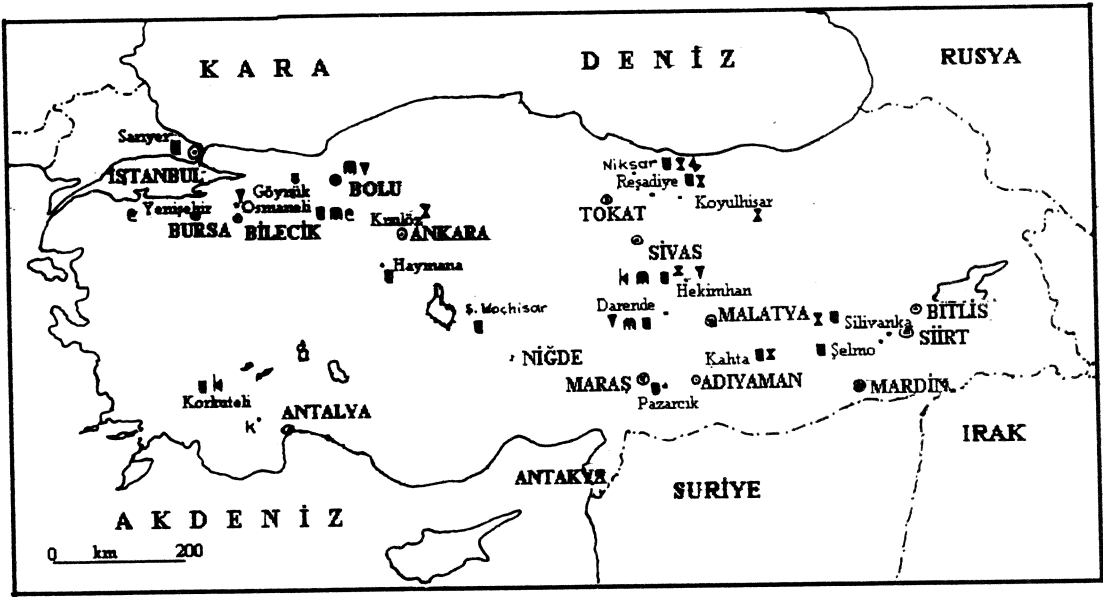 KARA DENİZ
RUSYA
Sarıyer
İSTANBUL
Niksar
Reşadiye
Koyulhisar
TOKAT
Göynük
BOLU
Osmaneli
Yenişehir
e
BURSA
BİLECİK
e
ANKARA
SİVAS
Haymana
Hekimhan
Darende
Ş. Koçhisar
MALATYA
Silivanka
BİTLİS
SİİRT
Şelmo
NİĞDE
Kahta
MARAŞ
ADIYAMAN
MARDİN
Pazarcık
Korkuteli
ANTALYA
k
IRAK
ANTAKYA
SURİYE
AKDENİZ
0 km 200